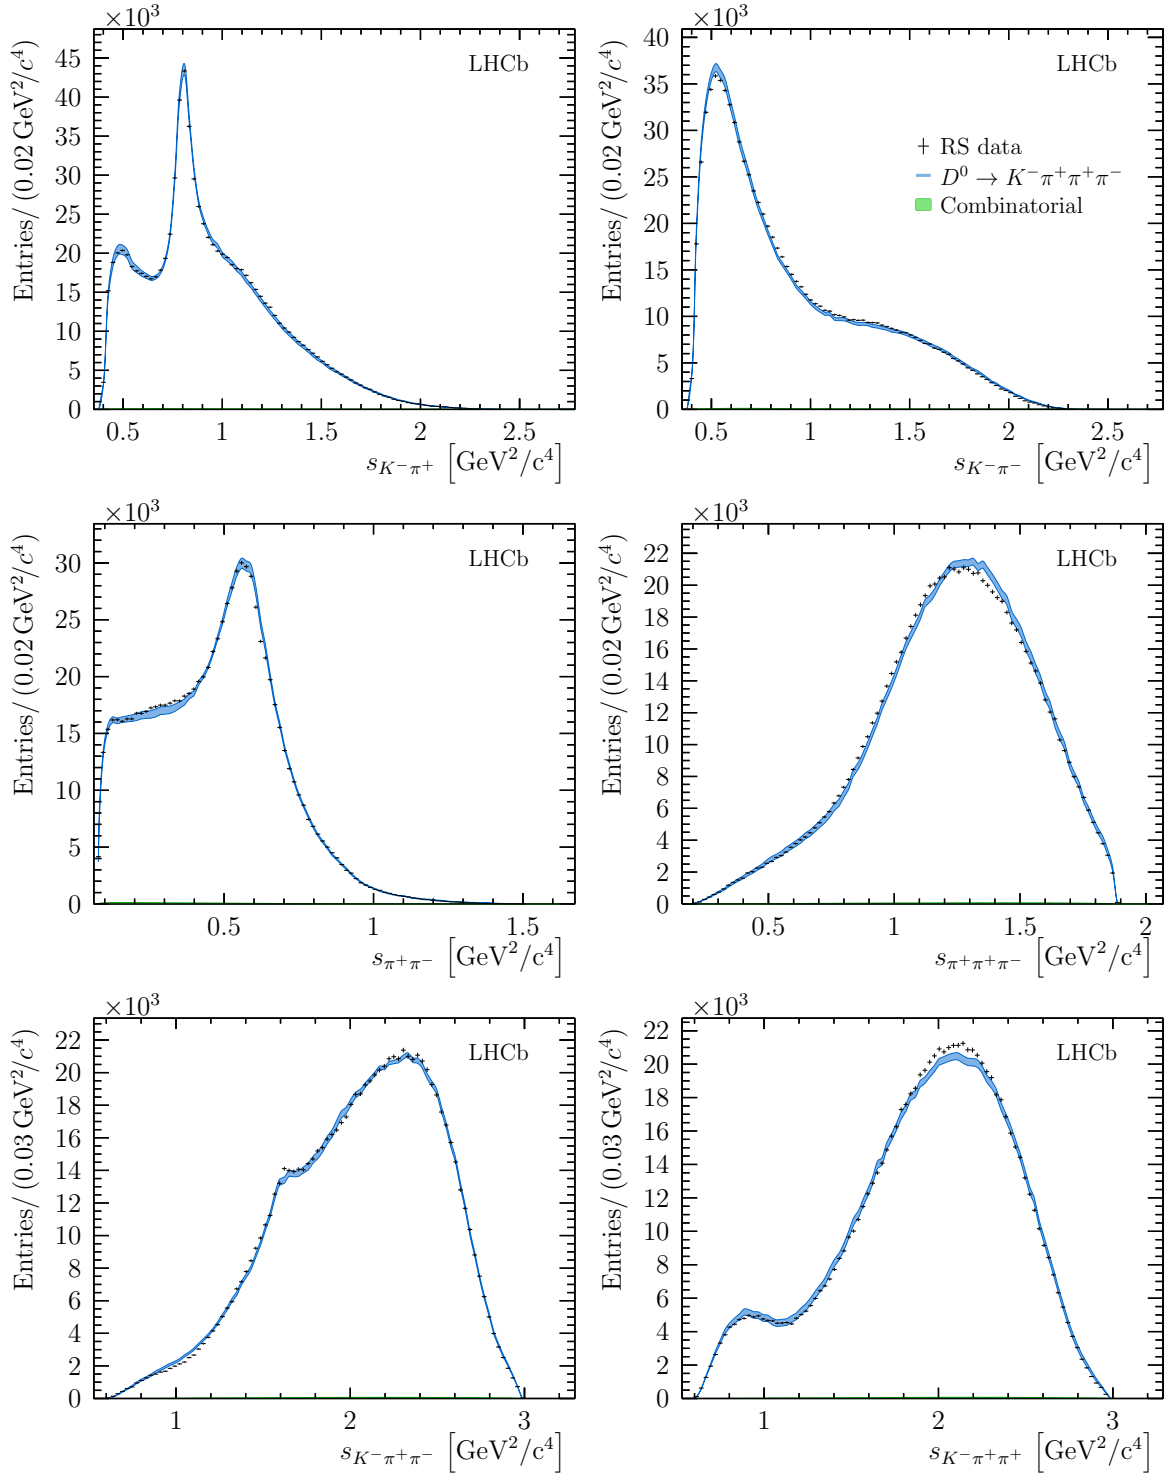 ×10³ ×10³
Entries/ (0.02 GeV²/c⁴)
45
40
35
30
25
20
15
10
5
0
LHCb
0.5 1 1.5 2 2.5
s_{K⁻π⁺} [GeV²/c⁴]
Entries/ (0.02 GeV²/c⁴)
40
35
30
25
20
15
10
5
0
LHCb
RS data
D⁰ → K⁻π⁺π⁺π⁻
Combinatorial
0.5 1 1.5 2 2.5
s_{K⁻π⁻} [GeV²/c⁴]
×10³
Entries/ (0.02 GeV²/c⁴)
30
25
20
15
10
5
0
LHCb
0.5 1 1.5
s_{π⁺π⁻} [GeV²/c⁴]
×10³
Entries/ (0.02 GeV²/c⁴)
22
20
18
16
14
12
10
8
6
4
2
0
LHCb
0.5 1 1.5 2
s_{π⁺π⁺π⁻} [GeV²/c⁴]
×10³
Entries/ (0.03 GeV²/c⁴)
22
20
18
16
14
12
10
8
6
4
2
0
LHCb
1 2 3
s_{K⁻π⁺π⁻} [GeV²/c⁴]
×10³
Entries/ (0.03 GeV²/c⁴)
22
20
18
16
14
12
10
8
6
4
2
0
LHCb
1 2 3
s_{K⁻π⁺π⁺} [GeV²/c⁴]